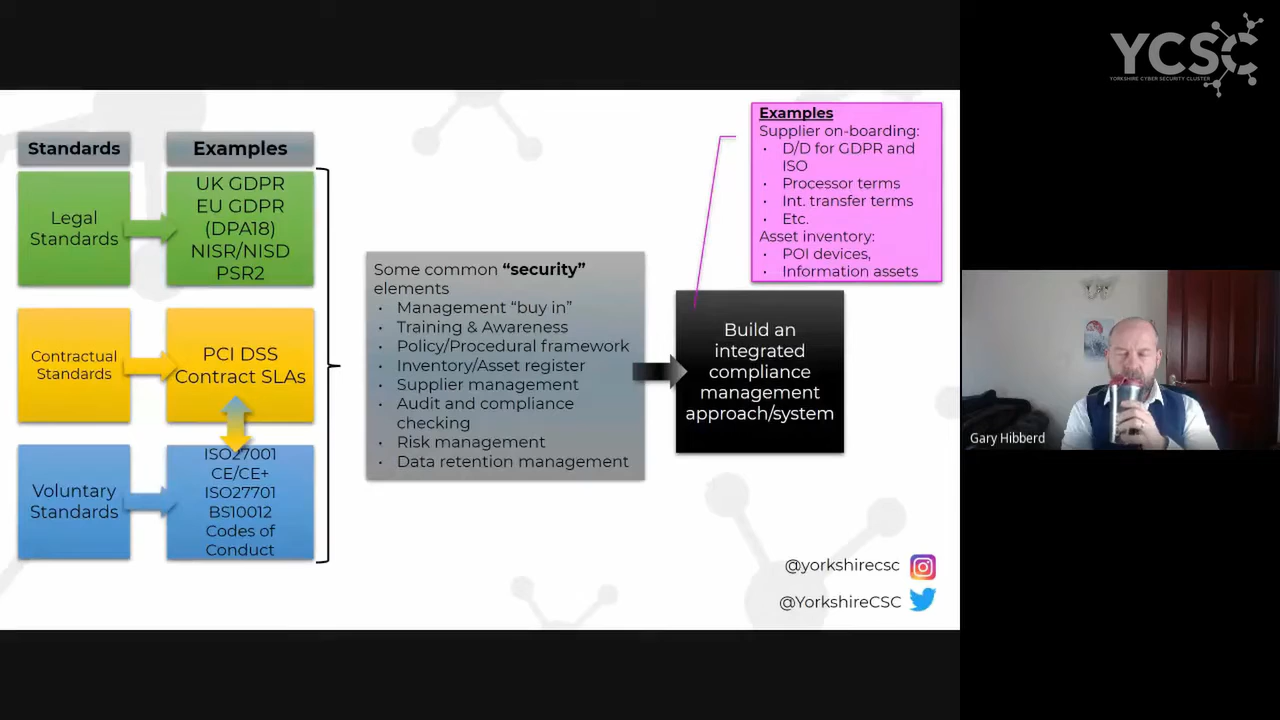 YCSC
YORKSHIRE CYBER SECURITY CLUSTER
Standards
Examples
Legal
Standards
UK GDPR
EU GDPR
(DPA18)
NISR/NISD
PSR2
Contractual
Standards
PCI DSS
Contract SLAs
Voluntary
Standards
ISO27001
CE/CE+
ISO27701
BS10012
Codes of
Conduct
Some common “security”
elements
• Management “buy in”
• Training & Awareness
• Policy/Procedural framework
• Inventory/Asset register
• Supplier management
• Audit and compliance
checking
• Risk management
• Data retention management
Build an
integrated
compliance
management
approach/system
Examples
Supplier on-boarding:
• D/D for GDPR and
ISO
• Processor terms
• Int. transfer terms
• Etc.
Asset inventory:
• POI devices,
• Information assets
@yorkshirecsc
@YorkshireCSC
Gary Hibberd